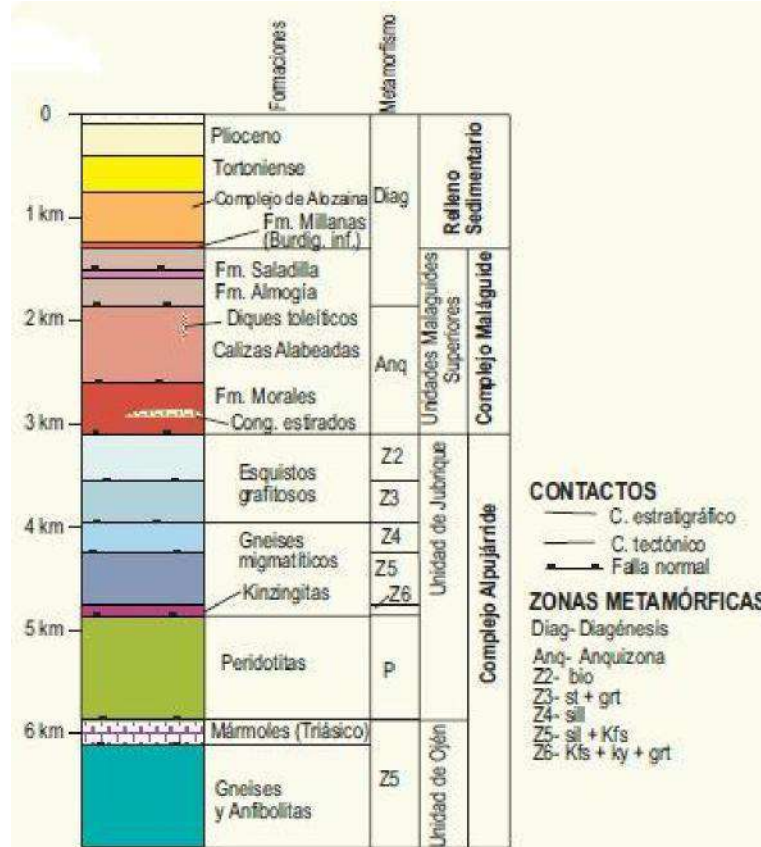 Formaciones
Metamorfismo
0
1 km
2 km
3 km
4 km
5 km
6 km
Plioceno
Tortoniense
Complejo de Alozaina
Fm. Millanas
(Burdig. inf.)
Fm. Saladilla
Fm. Almogía
Diques toleíticos
Calizas Alabeadas
Fm. Morales
Cong. estirados
Esquistos
grafitosos
Gneises
migmatíticos
Kinzingitas
Peridotitas
Mármoles (Triásico)
Gneises
y Anfibolitas
Diag
Anq
Z2
Z3
Z4
Z5
Z6
P
Z5
Relleno
Sedimentario
Unidades Malaguides
Superiores
Complejo Maláguide
Unidad de Jubrique
Unidad de Ojén
Complejo Alpujárride
CONTACTOS
C. estratigráfico
C. tectónico
Falla normal
ZONAS METAMÓRFICAS
Diag- Diagénesis
Anq- Anquizona
Z2- bio
Z3- st + grt
Z4- sill
Z5- sil + Kfs
Z6- Kfs + ky + grt